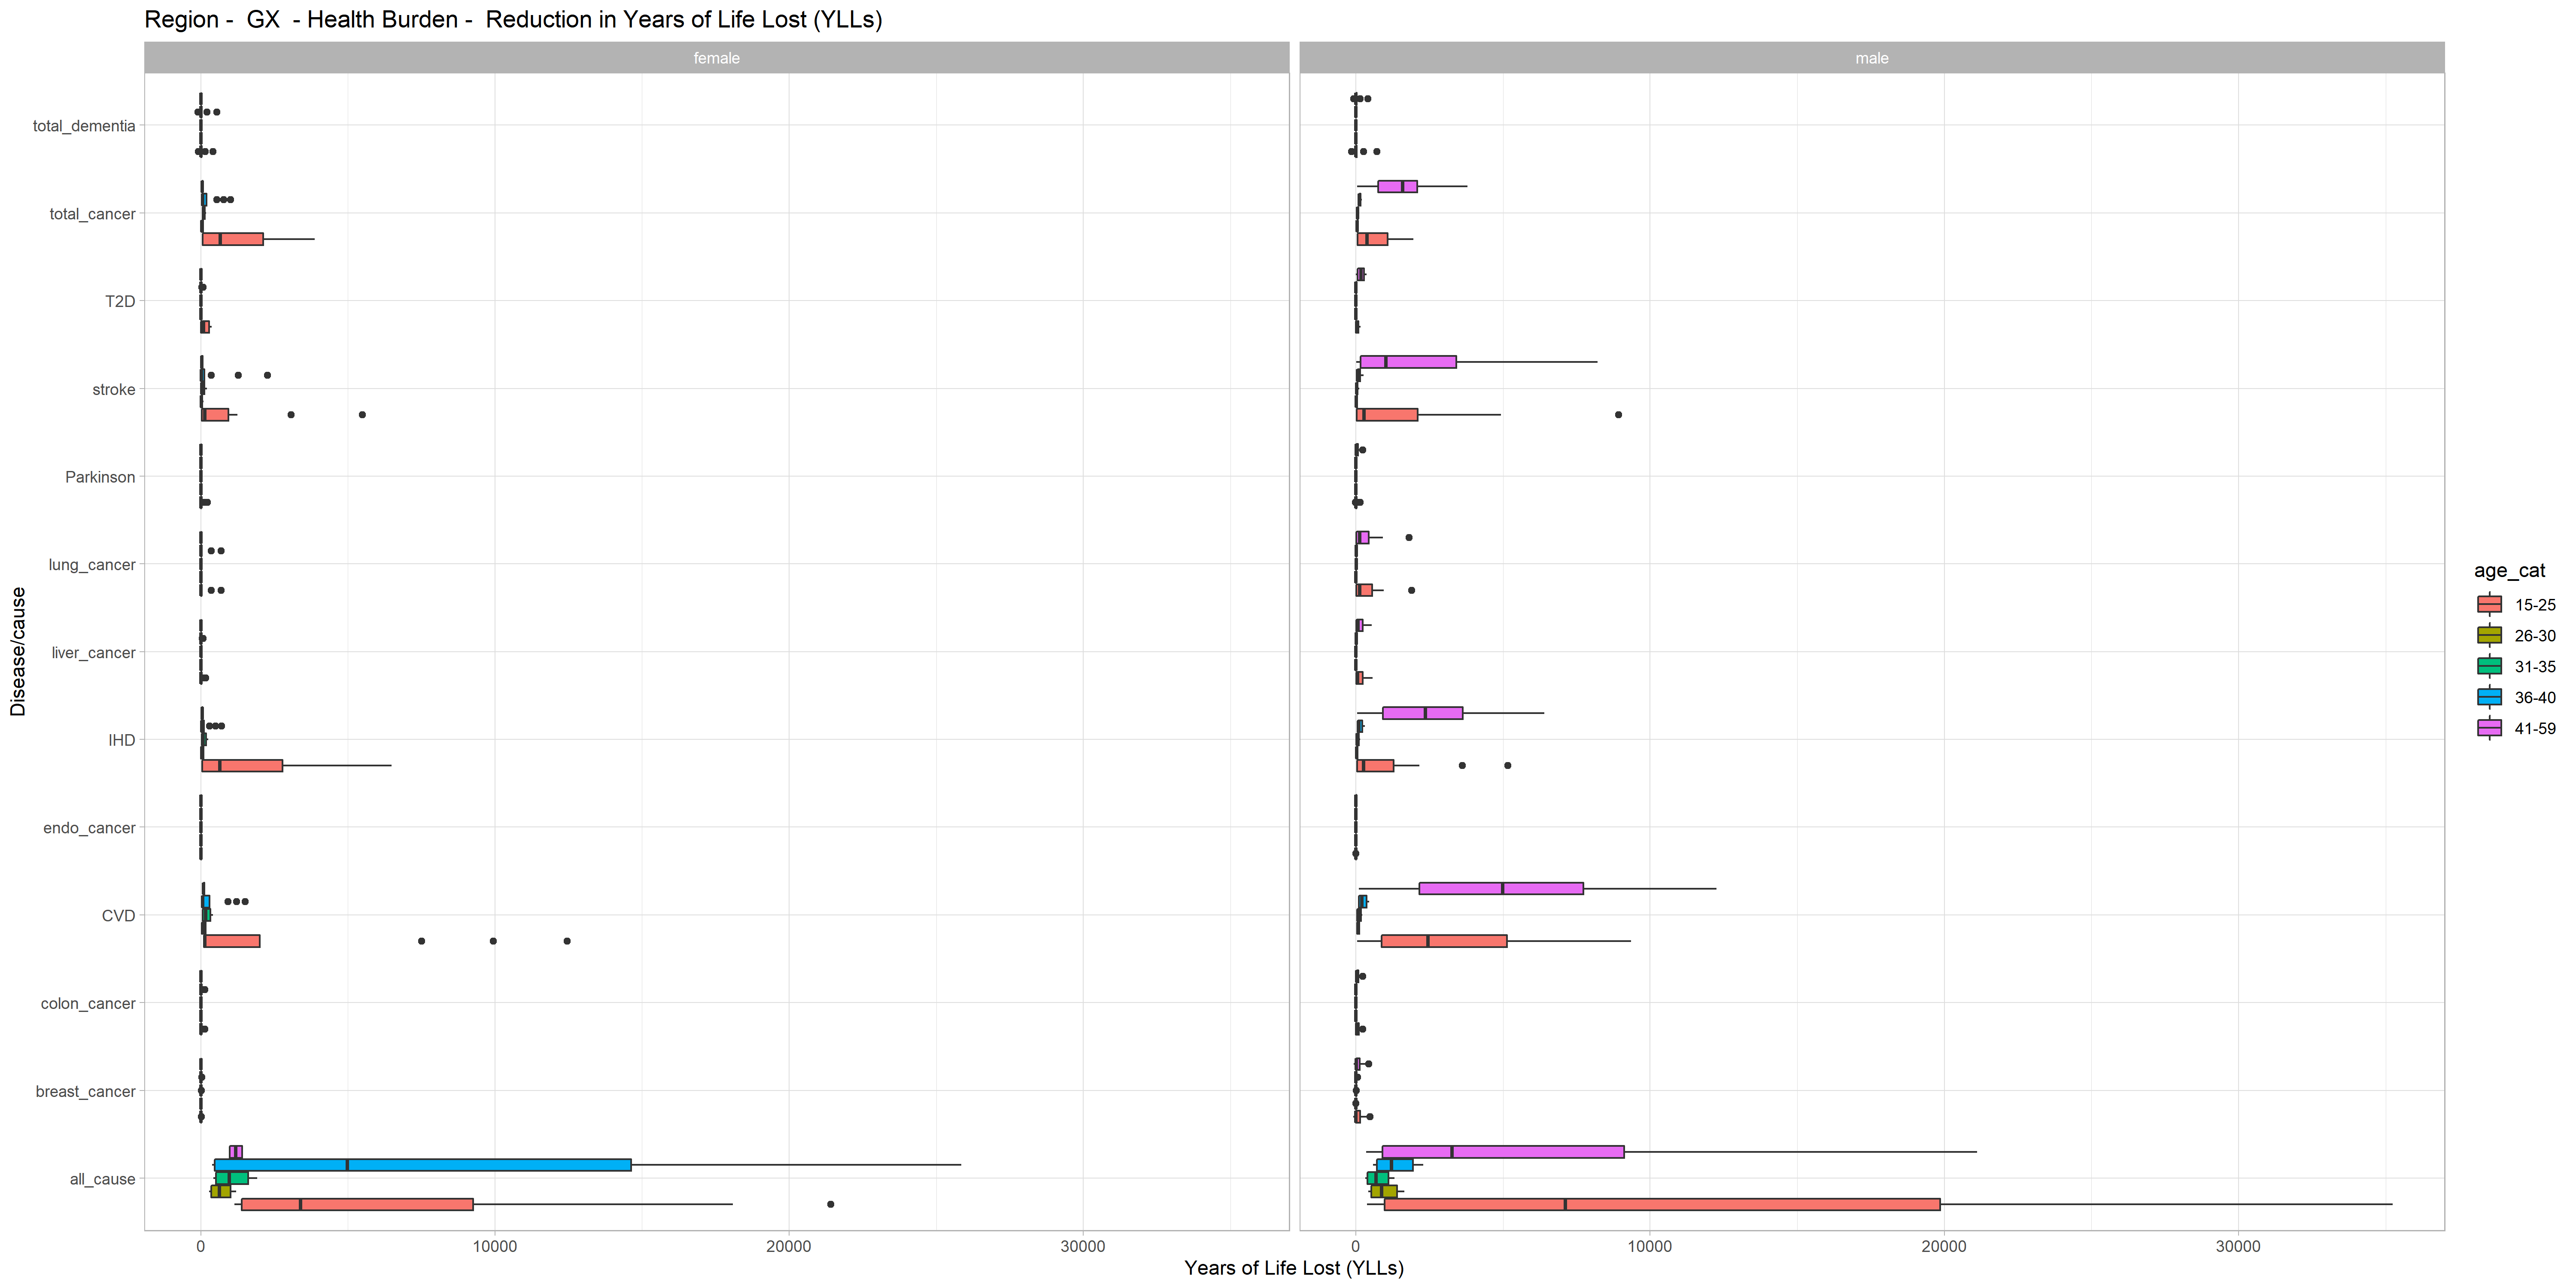 Region -  GX  - Health Burden -  Reduction in Years of Life Lost (YLLs)
female
male
total_dementia
total_cancer
T2D
stroke
Parkinson
lung_cancer
liver_cancer
IHD
endo_cancer
CVD
colon_cancer
breast_cancer
all_cause
Disease/cause
0 10000 20000 30000
0 10000 20000 30000
Years of Life Lost (YLLs)
age_cat
15-25
26-30
31-35
36-40
41-59